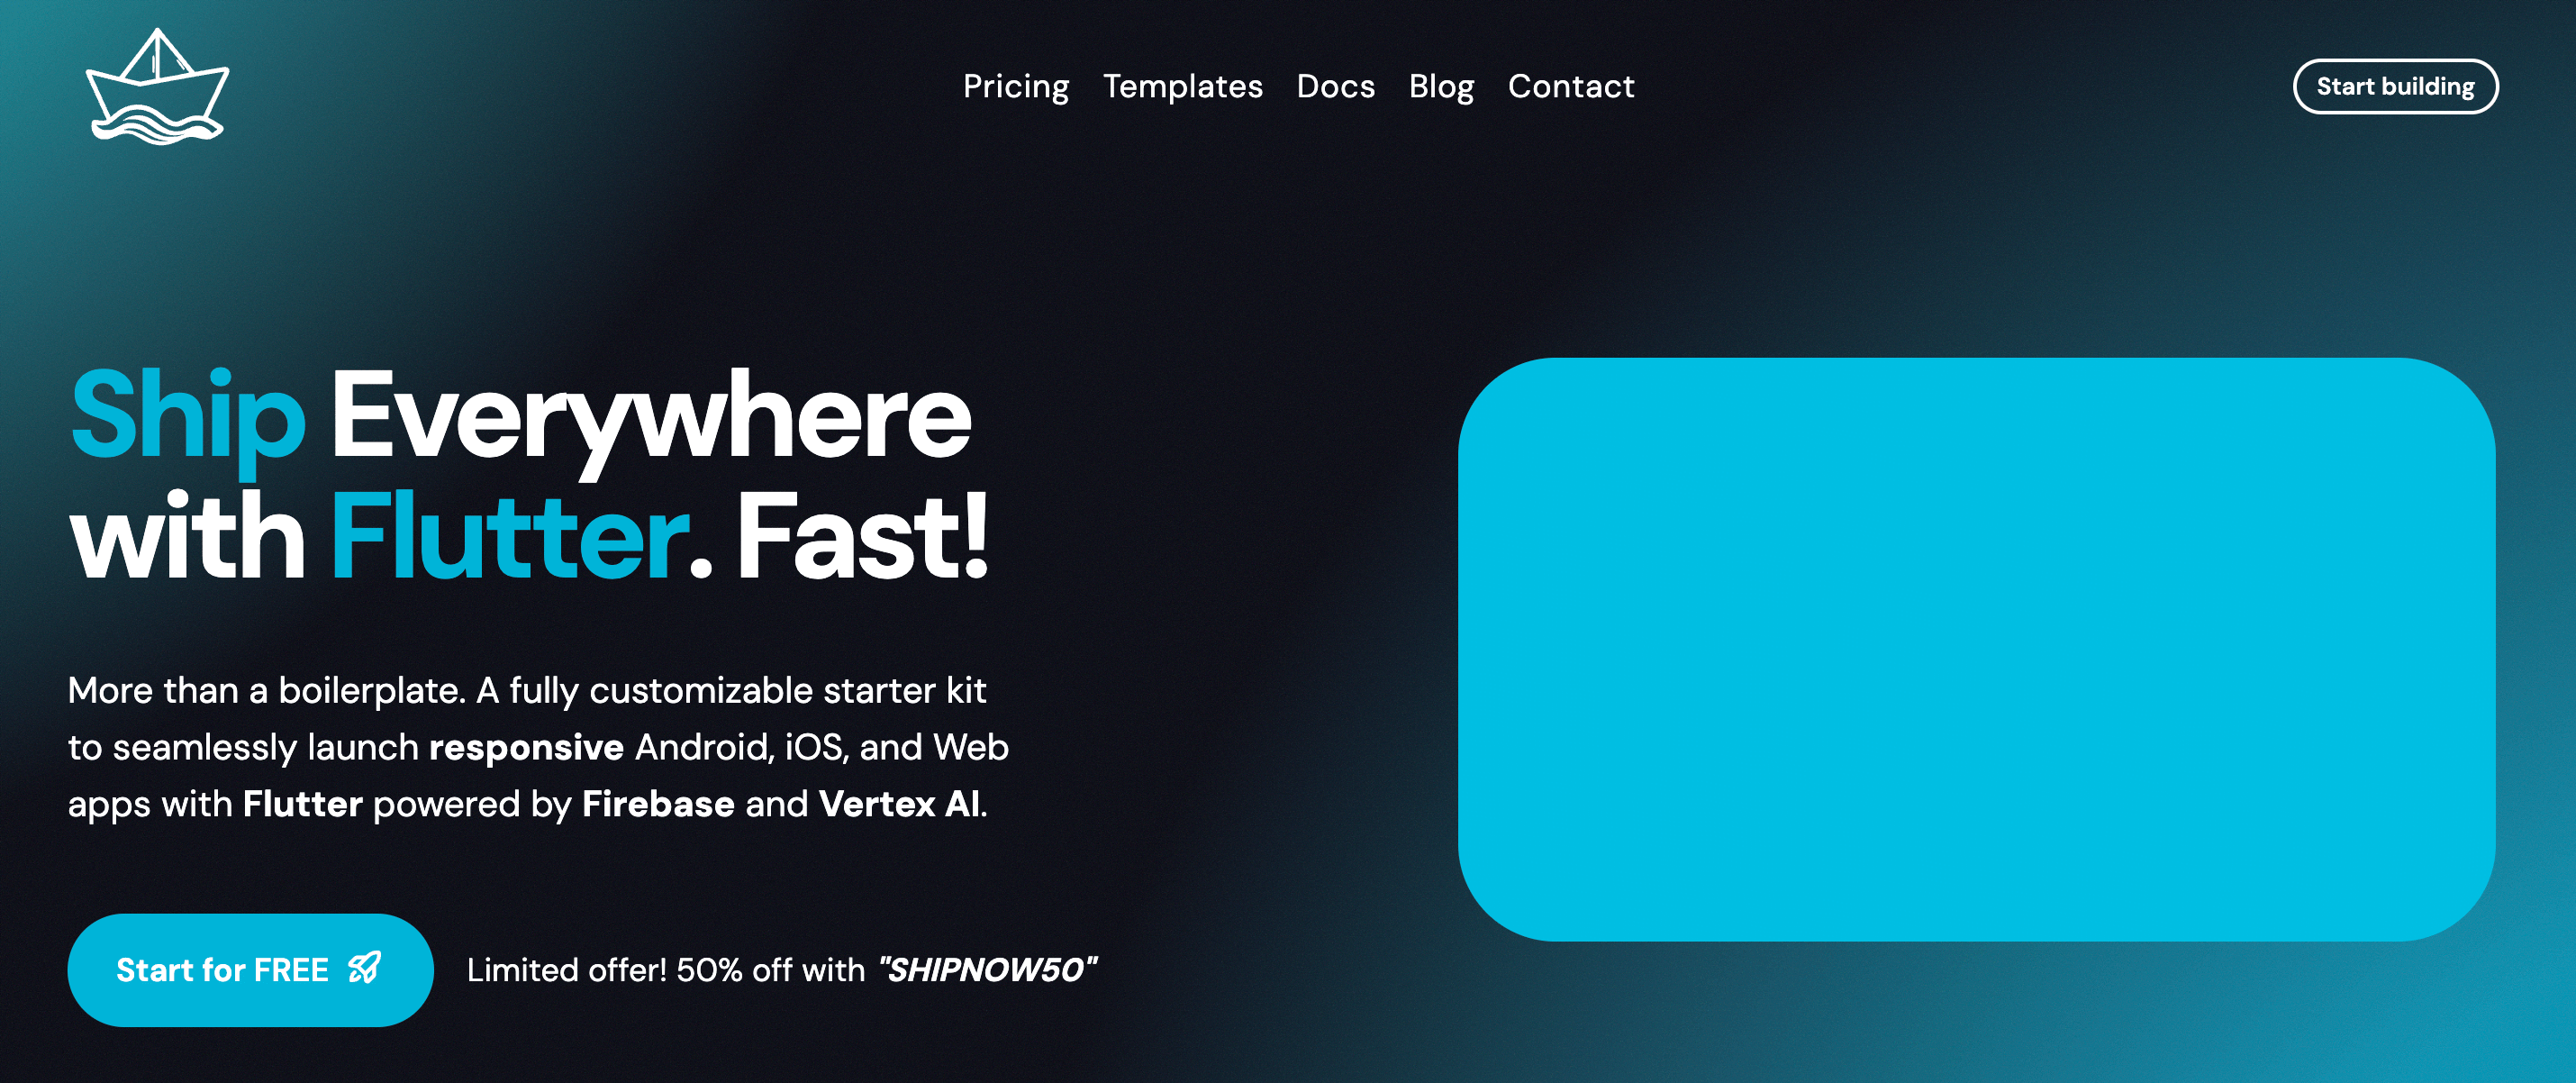 Pricing Templates Docs Blog Contact
Start building
Ship Everywhere
with Flutter. Fast!
More than a boilerplate. A fully customizable starter kit
to seamlessly launch responsive Android, iOS, and Web
apps with Flutter powered by Firebase and Vertex AI.
Start for FREE
Limited offer! 50% off with "SHIPNOW50"